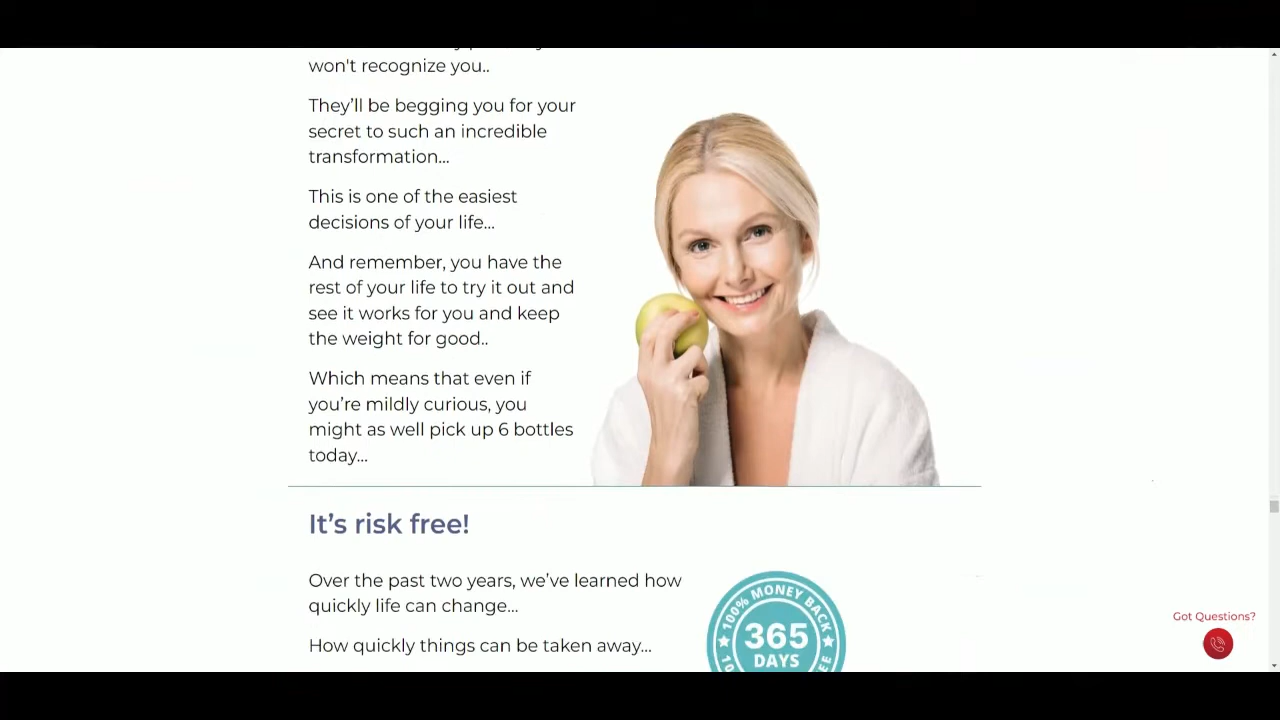 won't recognize you..
They’ll be begging you for your
secret to such an incredible
transformation...
This is one of the easiest
decisions of your life...
And remember, you have the
rest of your life to try it out and
see it works for you and keep
the weight for good..
Which means that even if
you’re mildly curious, you
might as well pick up 6 bottles
today...
It’s risk free!
Over the past two years, we’ve learned how
quickly life can change...
How quickly things can be taken away...
100% MONEY BACK
365
DAYS
Got Questions?